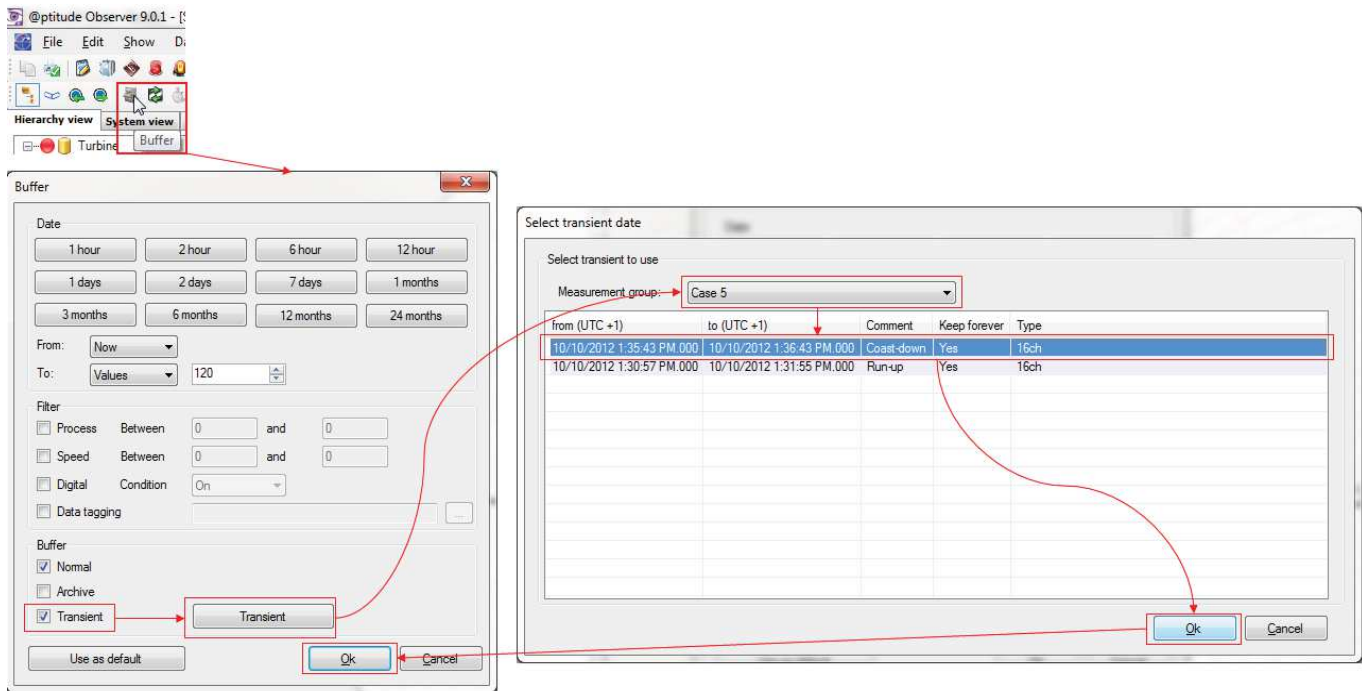 @ptitude Observer 9.0.1 - [S
File Edit Show Da
Hierarchy view System view
Turbine
Buffer
Buffer
Date
1 hour 2 hour 6 hour 12 hour
1 days 2 days 7 days 1 months
3 months 6 months 12 months 24 months
From: Now
To: Values 120
Filter
Process Between 0 and 0
Speed Between 0 and 0
Digital Condition On
Data tagging ...
Buffer
Normal
Archive
Transient Transient
Use as default Ok Cancel
Select transient date
Select transient to use
Measurement group: Case 5
from (UTC +1) to (UTC +1) Comment Keep forever Type
10/10/2012 1:35:43 PM.000 10/10/2012 1:36:43 PM.000 Coast-down Yes 16ch
10/10/2012 1:30:57 PM.000 10/10/2012 1:31:55 PM.000 Run-up Yes 16ch
Ok Cancel